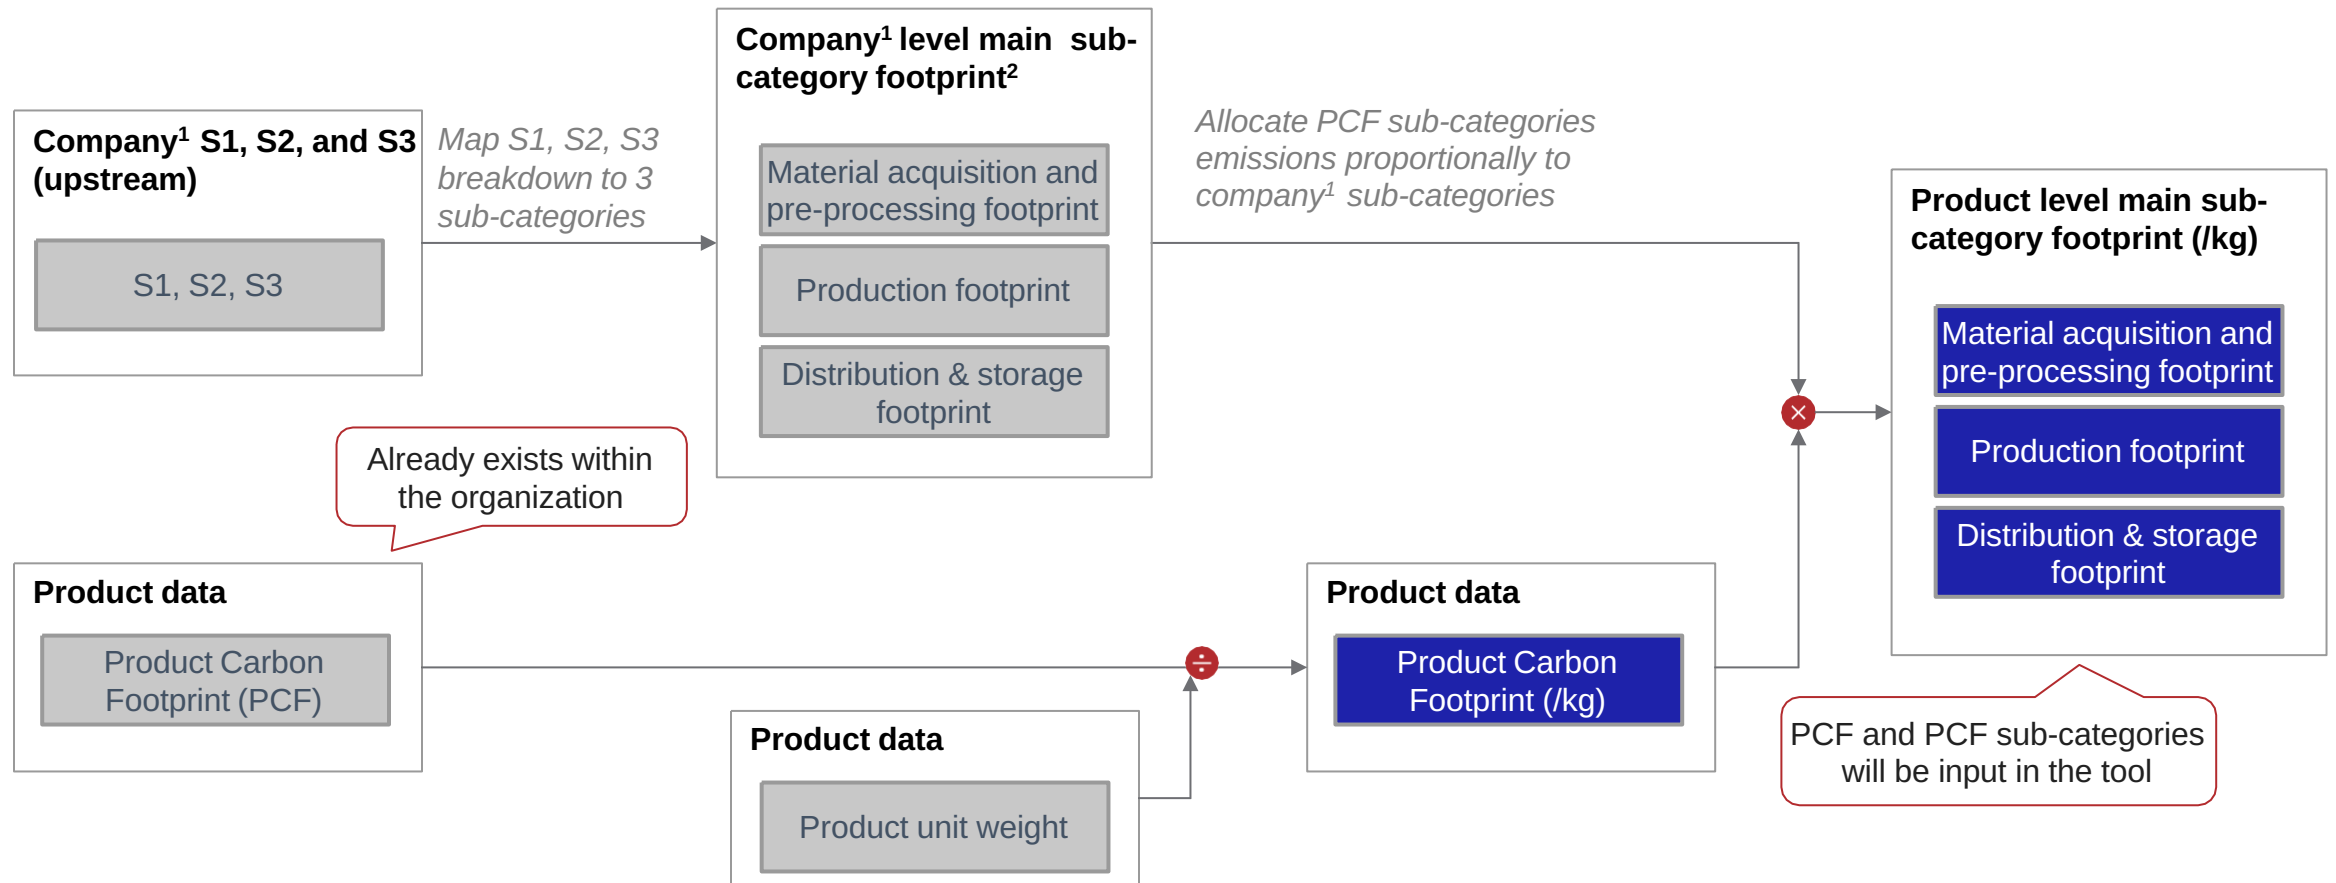 Company¹ S1, S2, and S3
(upstream)
S1, S2, S3
Map S1, S2, S3
breakdown to 3
sub-categories
Company¹ level main sub-
category footprint²
Material acquisition and
pre-processing footprint
Production footprint
Distribution & storage
footprint
Allocate PCF sub-categories
emissions proportionally to
company¹ sub-categories
×
Product level main sub-
category footprint (/kg)
Material acquisition and
pre-processing footprint
Production footprint
Distribution & storage
footprint
Already exists within
the organization
Product data
Product Carbon
Footprint (PCF)
÷
Product data
Product unit weight
Product data
Product Carbon
Footprint (/kg)
PCF and PCF sub-categories
will be input in the tool